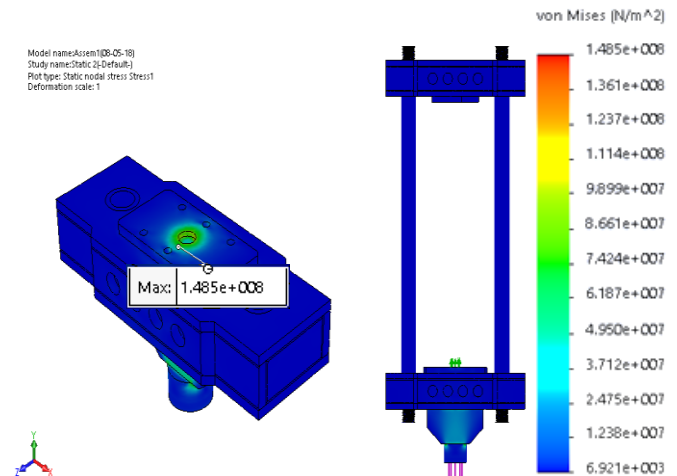 von Mises (N/m^2)
Model name:Assem1(08-05-18)
Study name:Static 2(-Default-)
Plot type: Static nodal stress Stress1
Deformation scale: 1
Max: 1.485e+008
1.485e+008
1.361e+008
1.237e+008
1.114e+008
9.899e+007
8.661e+007
7.424e+007
6.187e+007
4.950e+007
3.712e+007
2.475e+007
1.238e+007
6.921e+003
Y
Z
X